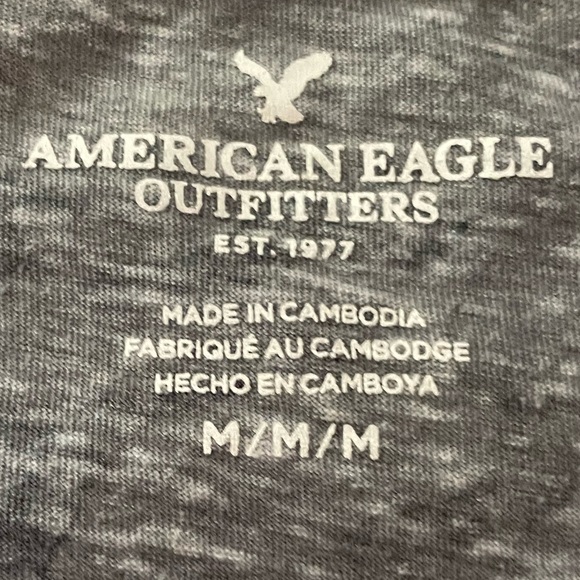 AMERICAN EAGLE
OUTFITTERS
EST. 1977
MADE IN CAMBODIA
FABRIQUÉ AU CAMBODGE
HECHO EN CAMBOYA
M/M/M